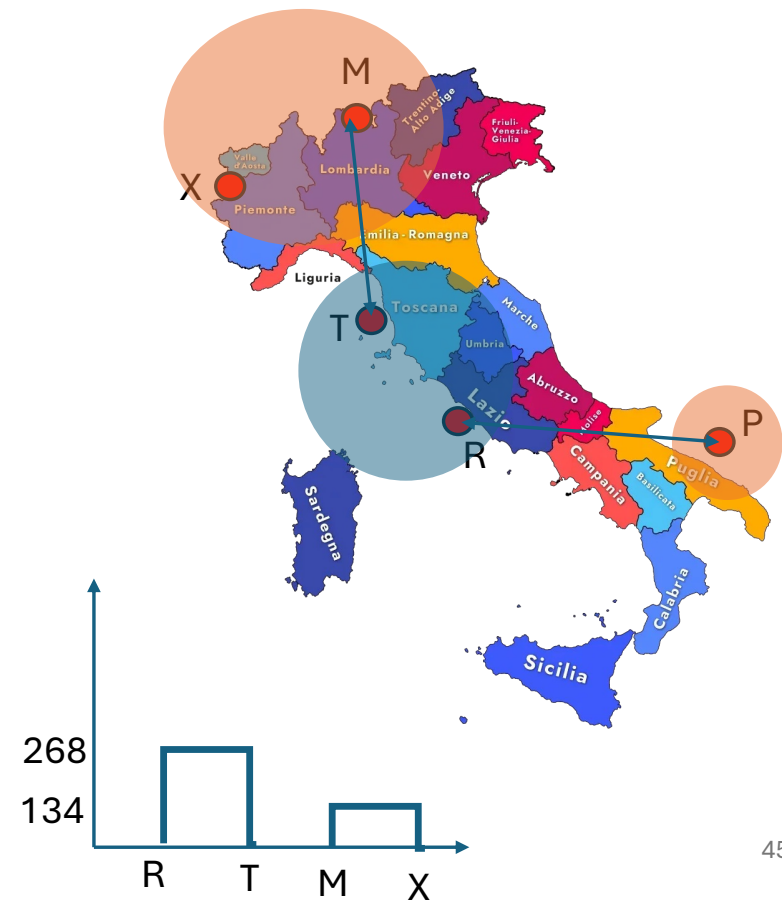 M
Trentino-
Alto Adige
Friuli-
Venezia-
Giulia
Valle
d'Aosta
Lombardia
Veneto
X
Piemonte
Emilia-Romagna
Liguria
Toscana
Marche
T
Umbria
Abruzzo
Lazio
Molise
P
R
Puglia
Campania
Basilicata
Sardegna
Calabria
Sicilia
268
134
45
R
T
M
X